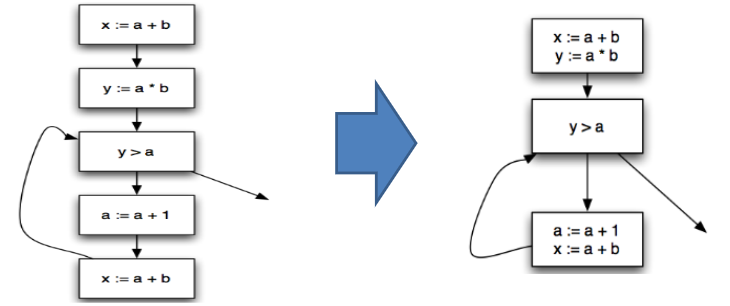 x := a + b
y := a * b
y > a
a := a + 1
x := a + b
x := a + b
y := a * b
y > a
a := a + 1
x := a + b